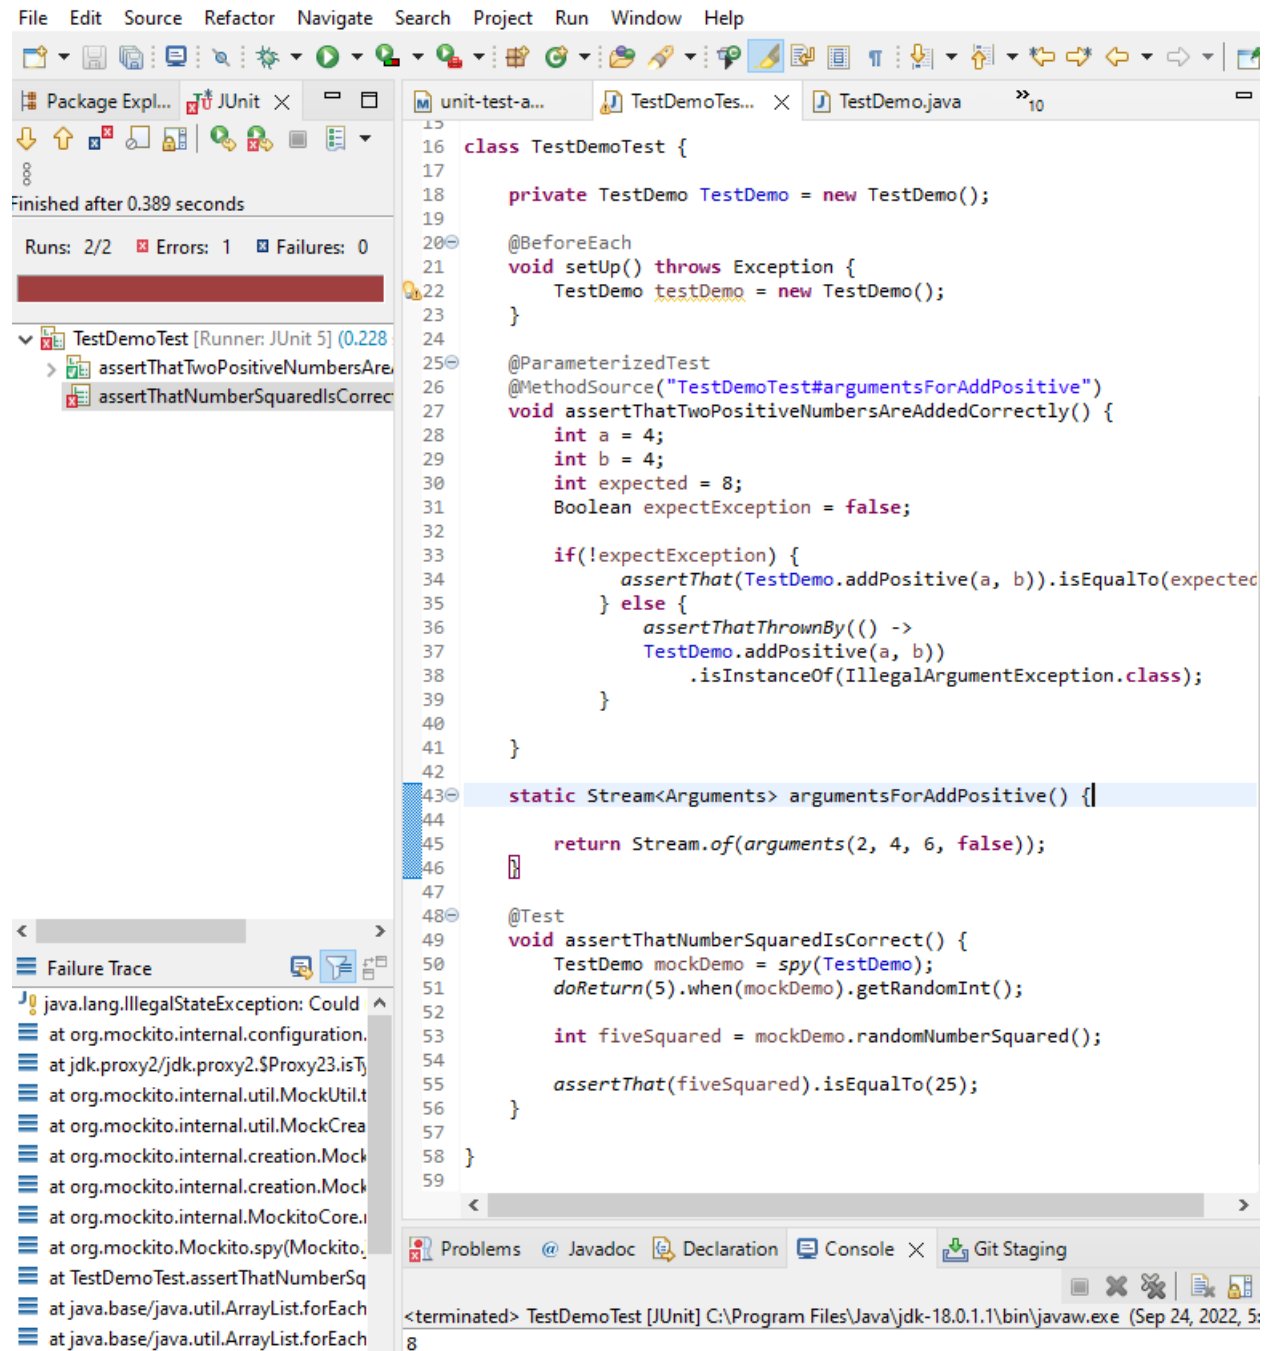 File Edit Source Refactor Navigate Search Project Run Window Help
Package Expl... JUnit
Finished after 0.389 seconds
Runs: 2/2 Errors: 1 Failures: 0
TestDemoTest [Runner: JUnit 5] (0.228
assertThatTwoPositiveNumbersAre
assertThatNumberSquaredIsCorrec
Failure Trace
java.lang.IllegalStateException: Could
at org.mockito.internal.configuration.
at jdk.proxy2/jdk.proxy2.$Proxy23.isTy
at org.mockito.internal.util.MockUtil.t
at org.mockito.internal.util.MockCrea
at org.mockito.internal.creation.Mock
at org.mockito.internal.creation.Mock
at org.mockito.internal.MockitoCore.
at org.mockito.Mockito.spy(Mockito.
at TestDemoTest.assertThatNumberSq
at java.base/java.util.ArrayList.forEach
at java.base/java.util.ArrayList.forEach
unit-test-a... TestDemoTes... TestDemo.java »10
15
16 class TestDemoTest {
17
18 private TestDemo TestDemo = new TestDemo();
19
20 @BeforeEach
21 void setUp() throws Exception {
22 TestDemo testDemo = new TestDemo();
23 }
24
25 @ParameterizedTest
26 @MethodSource("TestDemoTest#argumentsForAddPositive")
27 void assertThatTwoPositiveNumbersAreAddedCorrectly() {
28 int a = 4;
29 int b = 4;
30 int expected = 8;
31 Boolean expectException = false;
32
33 if(!expectException) {
34 assertThat(TestDemo.addPositive(a, b)).isEqualTo(expected
35 } else {
36 assertThatThrownBy(() ->
37 TestDemo.addPositive(a, b))
38 .isInstanceOf(IllegalArgumentException.class);
39 }
40
41 }
42
43 static Stream<Arguments> argumentsForAddPositive() {
44
45 return Stream.of(arguments(2, 4, 6, false));
46 }
47
48 @Test
49 void assertThatNumberSquaredIsCorrect() {
50 TestDemo mockDemo = spy(TestDemo);
51 doReturn(5).when(mockDemo).getRandomInt();
52
53 int fiveSquared = mockDemo.randomNumberSquared();
54
55 assertThat(fiveSquared).isEqualTo(25);
56 }
57
58 }
59
Problems Javadoc Declaration Console Git Staging
<terminated> TestDemoTest [JUnit] C:\Program Files\Java\jdk-18.0.1.1\bin\javaw.exe (Sep 24, 2022, 5:
8